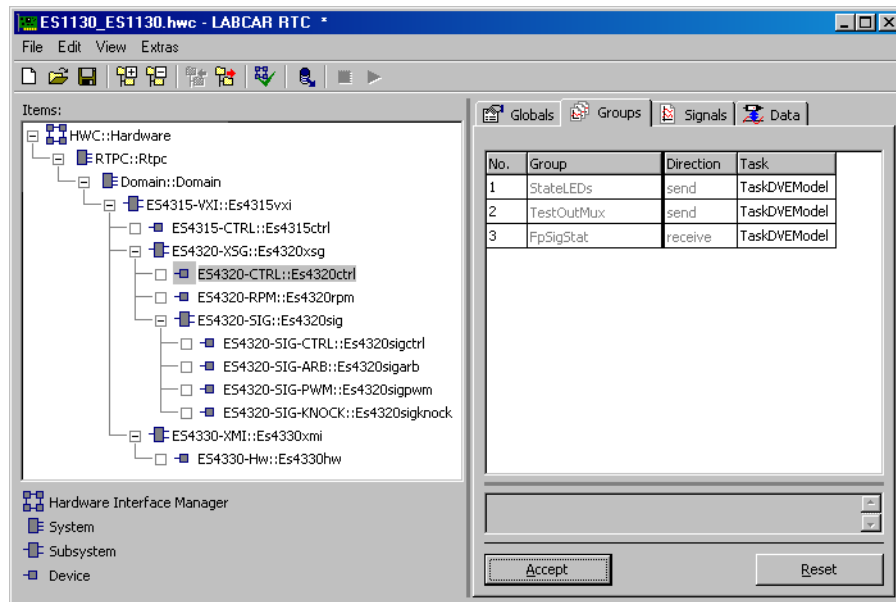 ES1130_ES1130.hwc - LABCAR RTC *
File Edit View Extras
Items:
HWC::Hardware
RTPC::Rtpc
Domain::Domain
ES4315-VXI::Es4315vxi
ES4315-CTRL::Es4315ctrl
ES4320-XSG::Es4320xsg
ES4320-CTRL::Es4320ctrl
ES4320-RPM::Es4320rpm
ES4320-SIG::Es4320sig
ES4320-SIG-CTRL::Es4320sigctrl
ES4320-SIG-ARB::Es4320sigarb
ES4320-SIG-PWM::Es4320sigpwm
ES4320-SIG-KNOCK::Es4320sigknock
ES4330-XMI::Es4330xmi
ES4330-Hw::Es4330hw
Hardware Interface Manager
System
Subsystem
Device
Globals Groups Signals Data
No. Group Direction Task
1 StateLEDs send TaskDVEModel
2 TestOutMux send TaskDVEModel
3 FpSigStat receive TaskDVEModel
Accept Reset